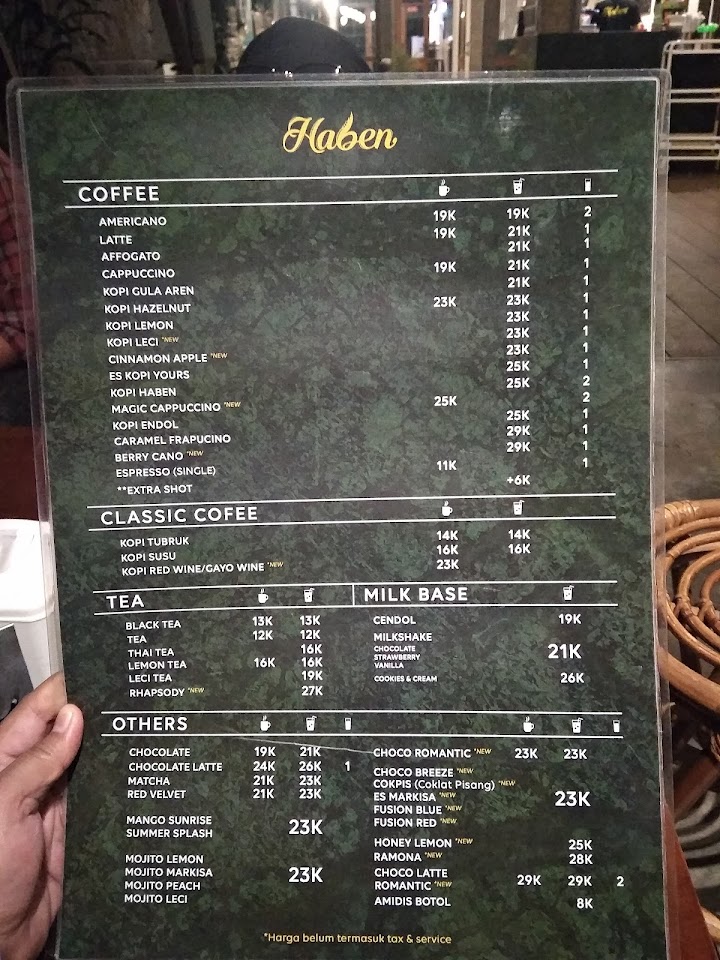 Haben
COFFEE
AMERICANO 19K 19K 2
LATTE 19K 21K 1
AFFOGATO 21K 1
CAPPUCCINO 19K 21K 1
KOPI GULA AREN 21K 1
KOPI HAZELNUT 23K 23K 1
KOPI LEMON 23K 1
KOPI LECI *NEW 23K 1
CINNAMON APPLE *NEW 23K 1
ES KOPI YOURS 25K 1
KOPI HABEN 25K 2
MAGIC CAPPUCCINO *NEW 25K 2
KOPI ENDOL 25K 1
CARAMEL FRAPUCINO 29K 1
BERRY CANO *NEW 29K 1
ESPRESSO (SINGLE) 11K 1
**EXTRA SHOT +6K
CLASSIC COFEE
KOPI TUBRUK 14K 14K
KOPI SUSU 16K 16K
KOPI RED WINE/GAYO WINE *NEW 23K
TEA
BLACK TEA 13K 13K
TEA 12K 12K
THAI TEA 16K
LEMON TEA 16K 16K
LECI TEA 19K
RHAPSODY *NEW 27K
MILK BASE
CENDOL 19K
MILKSHAKE
CHOCOLATE
STRAWBERRY 21K
VANILLA
COOKIES & CREAM 26K
OTHERS
CHOCOLATE 19K 21K
CHOCOLATE LATTE 24K 26K 1
MATCHA 21K 23K
RED VELVET 21K 23K
MANGO SUNRISE 23K
SUMMER SPLASH
MOJITO LEMON
MOJITO MARKISA 23K
MOJITO PEACH
MOJITO LECI
CHOCO ROMANTIC *NEW 23K 23K
CHOCO BREEZE *NEW
COKPIS (Coklat Pisang) *NEW
ES MARKISA *NEW 23K
FUSION BLUE *NEW
FUSION RED *NEW
HONEY LEMON *NEW 25K
RAMONA *NEW 28K
CHOCO LATTE
ROMANTIC *NEW 29K 29K 2
AMIDIS BOTOL 8K
*Harga belum termasuk tax & service